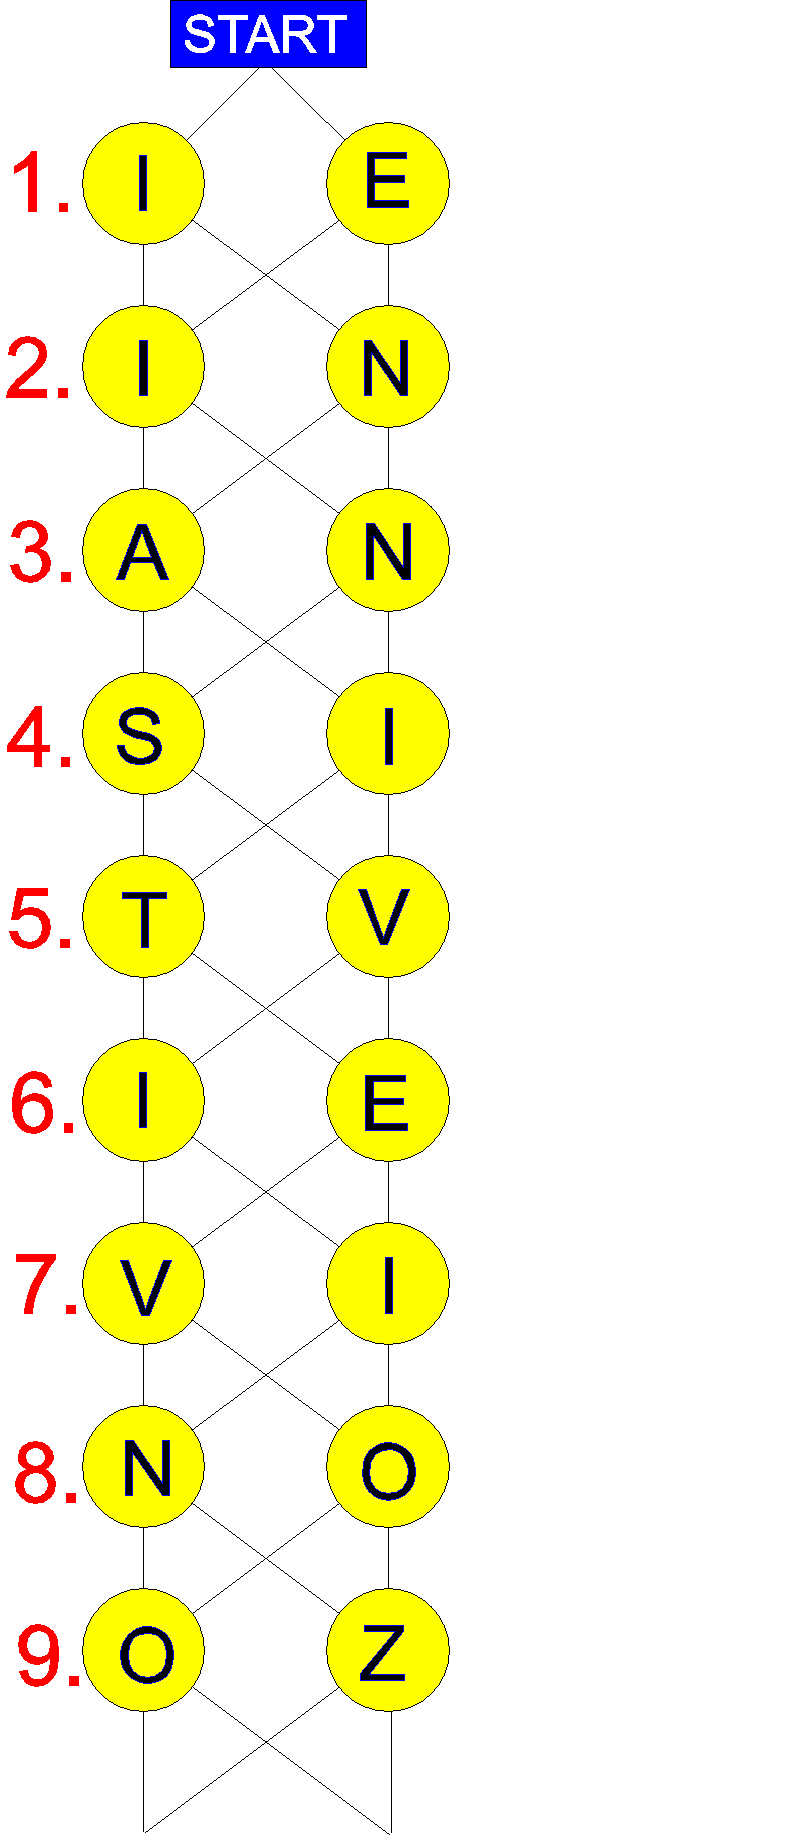 START
1. I E
2. I N
3. A N
4. S I
5. T V
6. I E
7. V I
8. N O
9. O Z